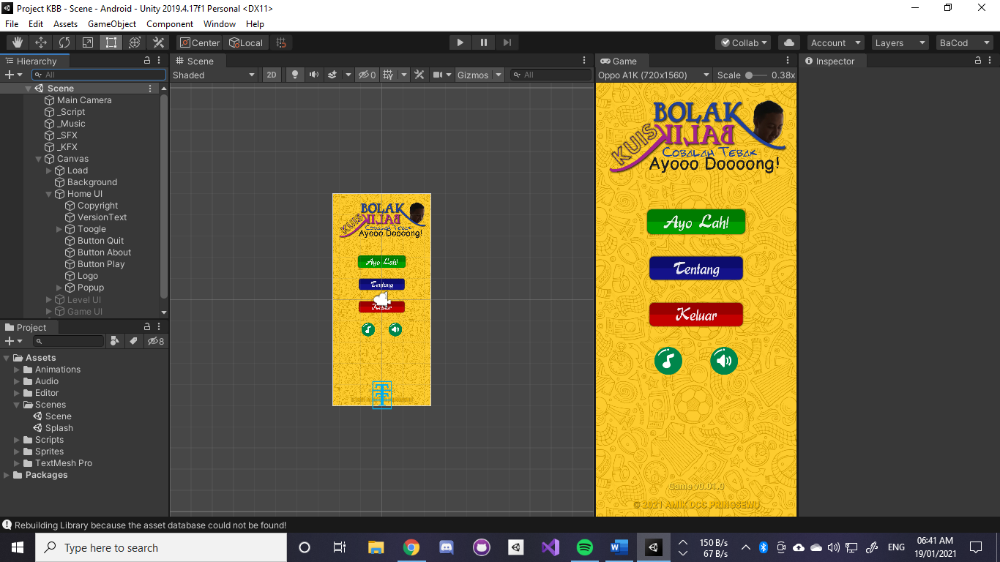 Project KBB - Scene - Android - Unity 2019.4.17f1 Personal <DX11>
File Edit Assets GameObject Component Window Help
Center Local Collab Account Layers BaCod
Hierarchy
All
Scene
Main Camera
_Script
_Music
_SFX
_KFX
Canvas
Load
Background
Home UI
Copyright
VersionText
Toogle
Button Quit
Button About
Button Play
Logo
Popup
Level UI
Game UI
Project
8
Assets
Animations
Audio
Editor
Scenes
Scene
Splash
Scripts
Sprites
TextMesh Pro
Packages
Scene
Shaded 2D 0 Gizmos All
BOLAK
KUIS BALIK
COBALAH TEBAK
Ayooo Doooong!
Ayo Lah!
Tentang
Keluar
Game
Oppo A1K (720x1560) Scale 0.38x
BOLAK
KUIS BALIK
COBALAH TEBAK
Ayooo Doooong!
Ayo Lah!
Tentang
Keluar
Game v0.01.0
© 2021 AMIK DCC PRINGSEWU
Inspector
Rebuilding Library because the asset database could not be found!
Type here to search
150 B/s
67 B/s
ENG
06:41 AM
19/01/2021